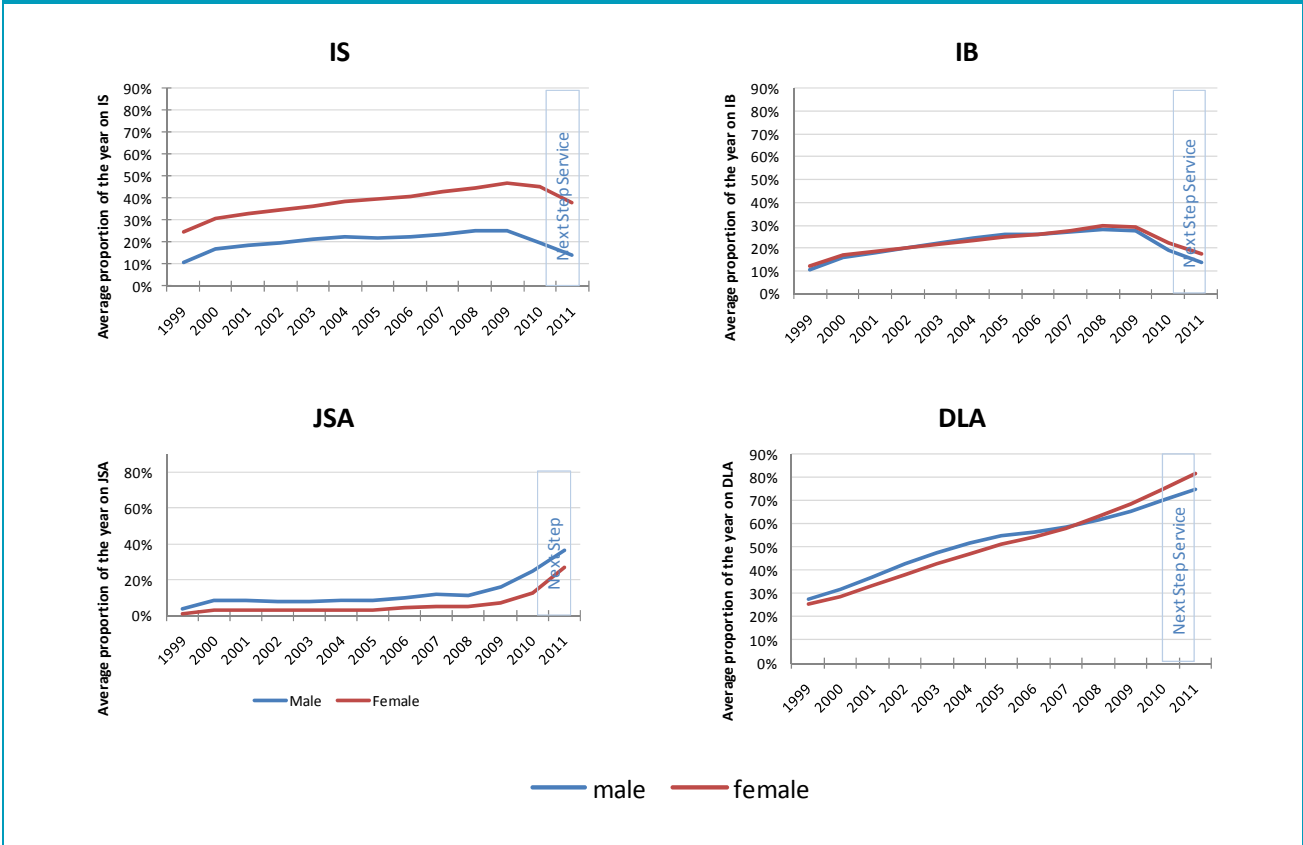 IS
Average proportion of the year on IS
90%
80%
70%
60%
50%
40%
30%
20%
10%
0%
Next Step Service
1999 2000 2001 2002 2003 2004 2005 2006 2007 2008 2009 2010 2011
IB
Average proportion of the year on IB
90%
80%
70%
60%
50%
40%
30%
20%
10%
0%
Next Step Service
1999 2000 2001 2002 2003 2004 2005 2006 2007 2008 2009 2010 2011
JSA
Average proportion of the year on JSA
80%
60%
40%
20%
0%
Next Step
1999 2000 2001 2002 2003 2004 2005 2006 2007 2008 2009 2010 2011
Male Female
DLA
Average proportion of the year on DLA
90%
80%
70%
60%
50%
40%
30%
20%
10%
0%
Next Step Service
1999 2000 2001 2002 2003 2004 2005 2006 2007 2008 2009 2010 2011
male female